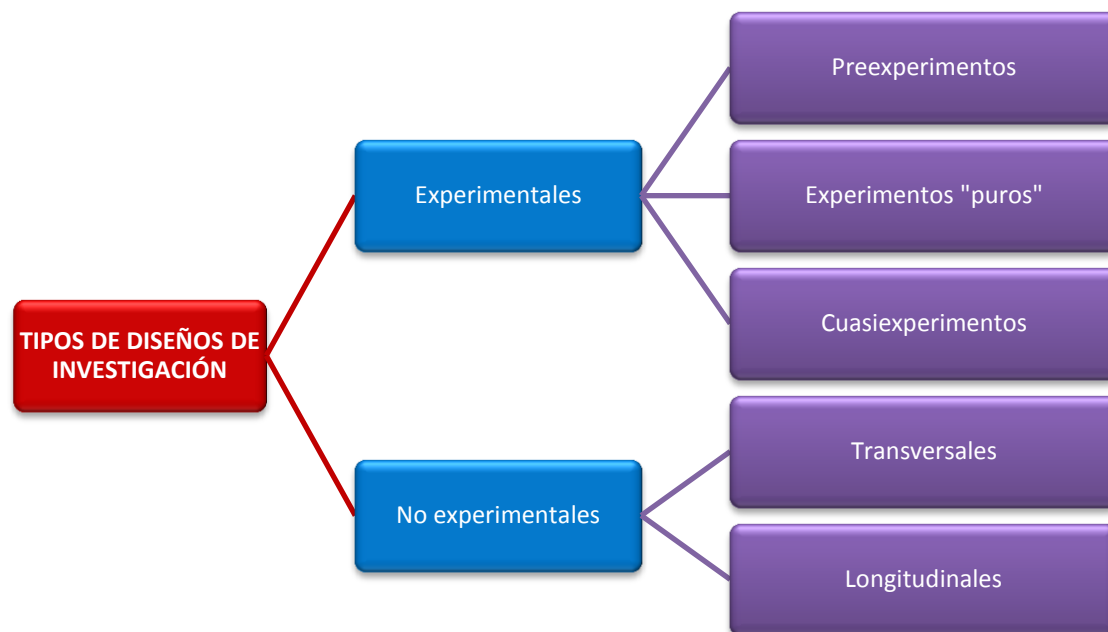 TIPOS DE DISEÑOS DE
INVESTIGACIÓN
Experimentales
Preexperimentos
Experimentos "puros"
Cuasiexperimentos
No experimentales
Transversales
Longitudinales